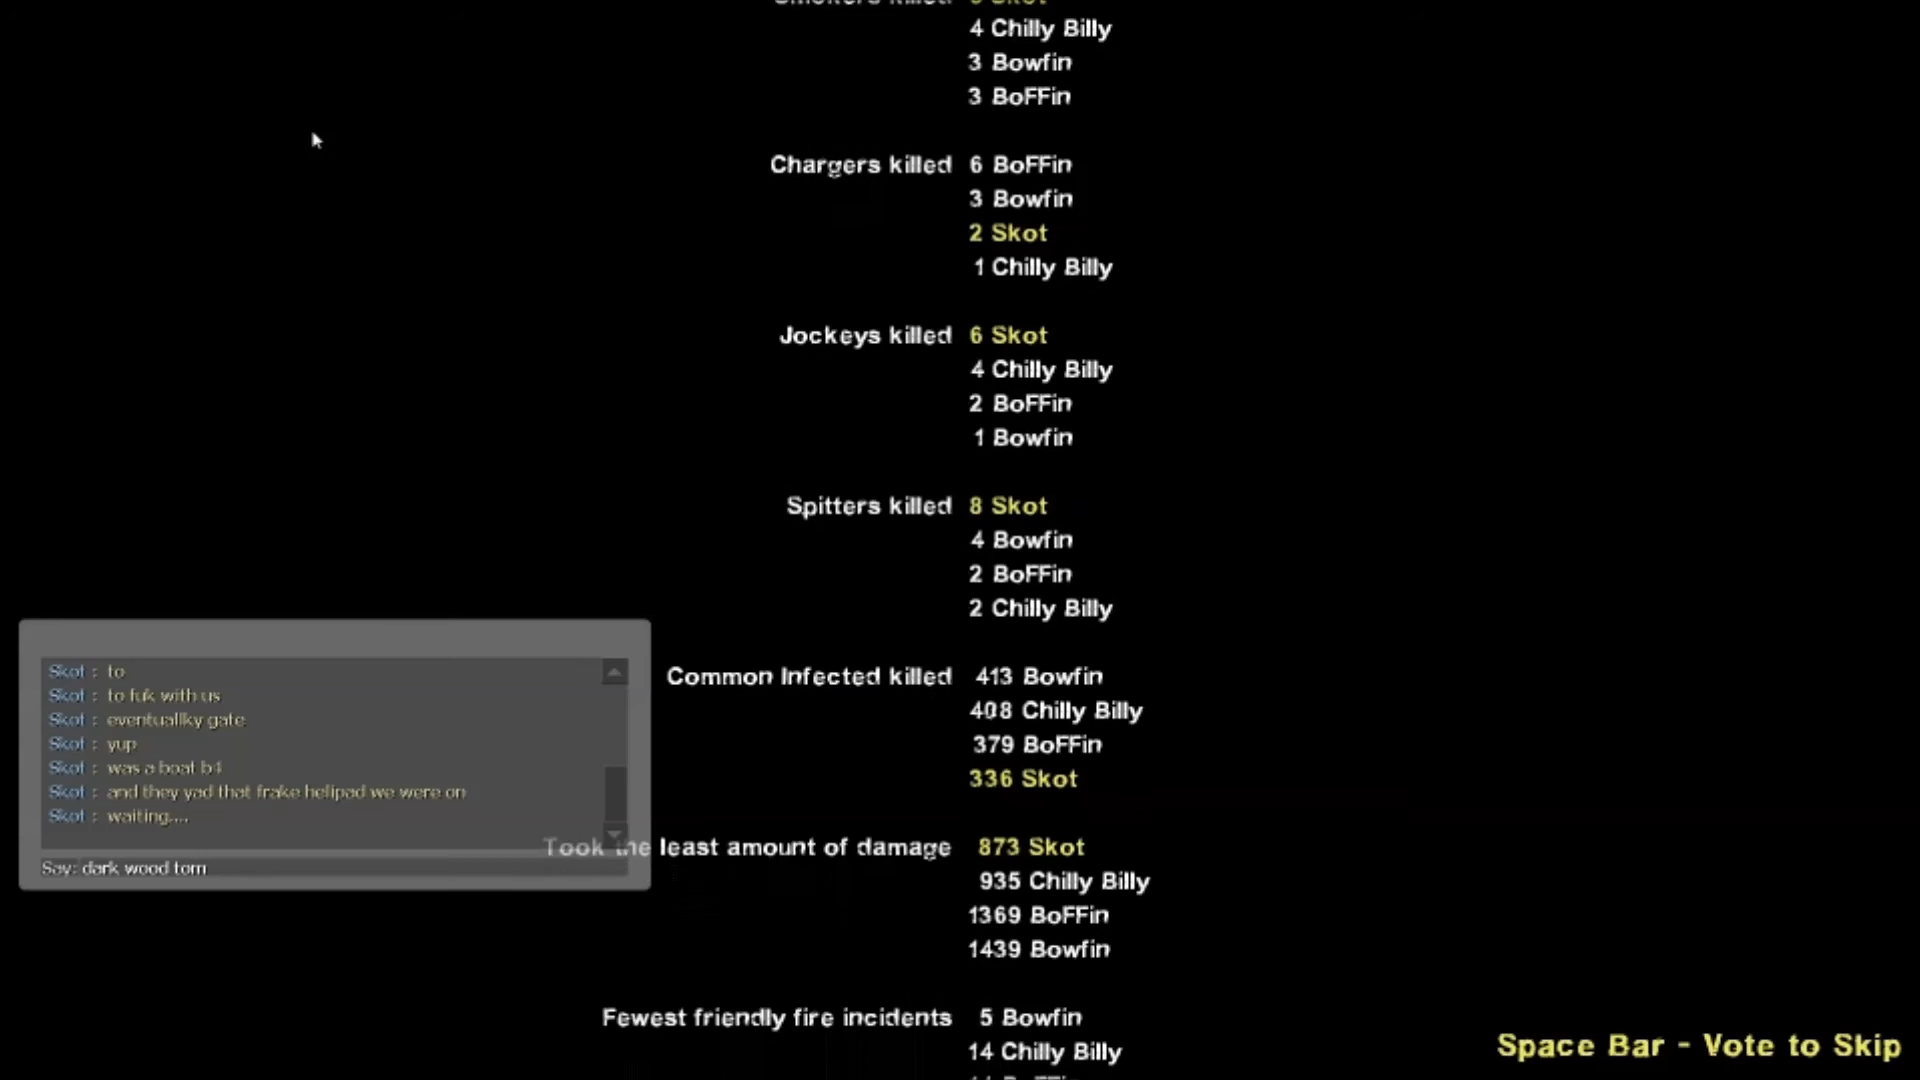 4 Chilly Billy
3 Bowfin
3 BoFFin
Chargers killed 6 BoFFin
3 Bowfin
2 Skot
1 Chilly Billy
Jockeys killed 6 Skot
4 Chilly Billy
2 BoFFin
1 Bowfin
Spitters killed 8 Skot
4 Bowfin
2 BoFFin
2 Chilly Billy
Common Infected killed 413 Bowfin
408 Chilly Billy
379 BoFFin
336 Skot
Took the least amount of damage 873 Skot
935 Chilly Billy
1369 BoFFin
1439 Bowfin
Fewest friendly fire incidents 5 Bowfin
14 Chilly Billy
Skot : to
Skot : to fuk with us
Skot : eventuallky gate
Skot : yup
Skot : was a boat b4
Skot : and they yad that frake helipad we were on
Skot : waiting....
Say: dark wood torn
Space Bar - Vote to Skip